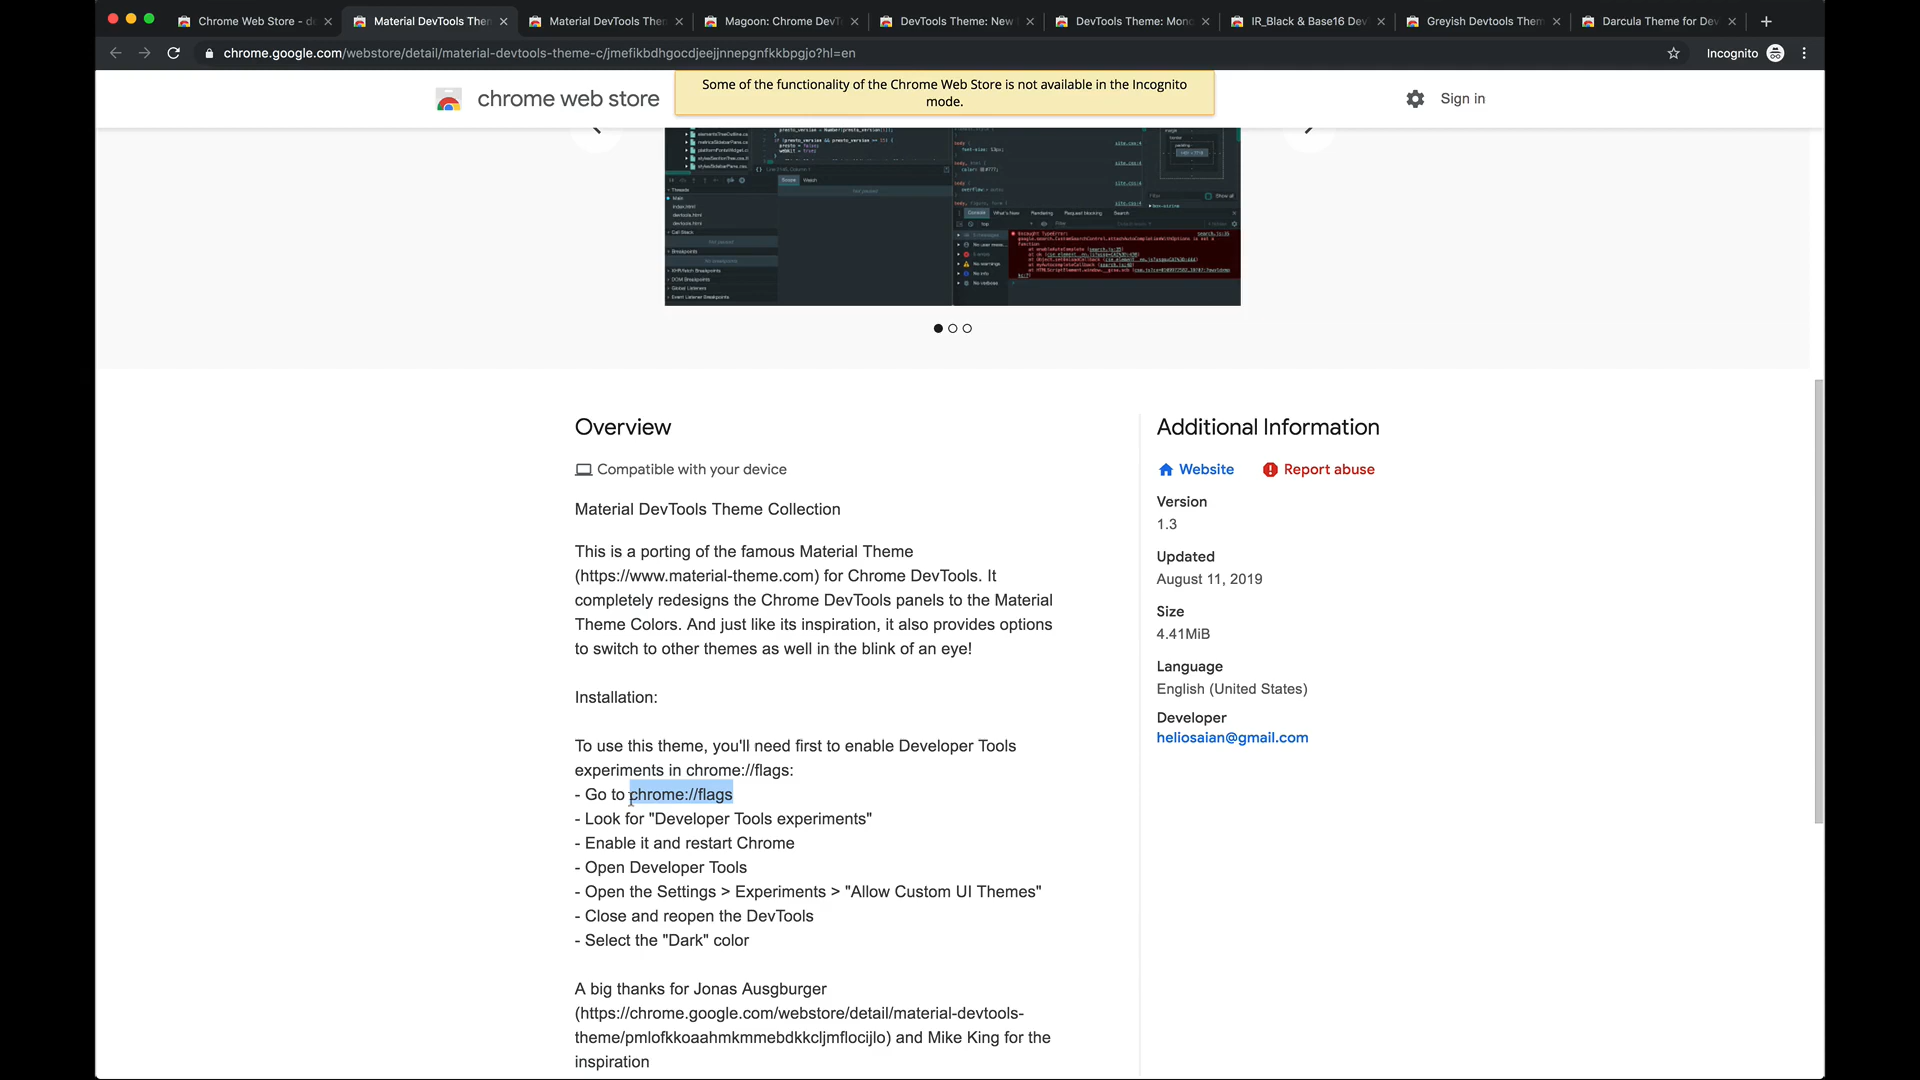 Chrome Web Store - de
Material DevTools Them
Material DevTools Them
Magoon: Chrome DevT
DevTools Theme: New
DevTools Theme: Mono
IR_Black & Base16 Dev
Greyish Devtools Them
Darcula Theme for Dev
chrome.google.com/webstore/detail/material-devtools-theme-c/jmefikbdhgocdjeejjnnepgnfkkbpgjo?hl=en
Incognito
chrome web store
Some of the functionality of the Chrome Web Store is not available in the Incognito
mode.
Sign in
Overview
Compatible with your device
Material DevTools Theme Collection
This is a porting of the famous Material Theme
(https://www.material-theme.com) for Chrome DevTools. It
completely redesigns the Chrome DevTools panels to the Material
Theme Colors. And just like its inspiration, it also provides options
to switch to other themes as well in the blink of an eye!
Installation:
To use this theme, you'll need first to enable Developer Tools
experiments in chrome://flags:
- Go to chrome://flags
- Look for "Developer Tools experiments"
- Enable it and restart Chrome
- Open Developer Tools
- Open the Settings > Experiments > "Allow Custom UI Themes"
- Close and reopen the DevTools
- Select the "Dark" color
A big thanks for Jonas Ausgburger
(https://chrome.google.com/webstore/detail/material-devtools-
theme/pmlofkkoaahmkmmebdkkcljmflocijlo) and Mike King for the
inspiration
Additional Information
Website
Report abuse
Version
1.3
Updated
August 11, 2019
Size
4.41MiB
Language
English (United States)
Developer
heliosaian@gmail.com